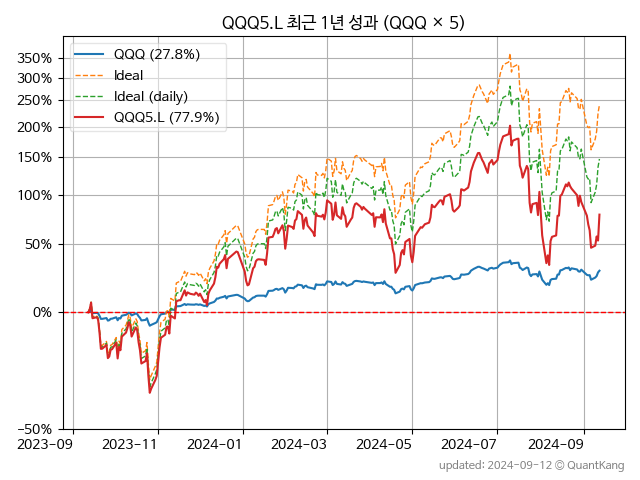 QQQ5.L 최근 1년 성과 (QQQ × 5)
QQQ (27.8%)
Ideal
Ideal (daily)
QQQ5.L (77.9%)
350%
300%
250%
200%
150%
100%
50%
0%
−50%
2023-09
2023-11
2024-01
2024-03
2024-05
2024-07
2024-09
updated: 2024-09-12 © QuantKang